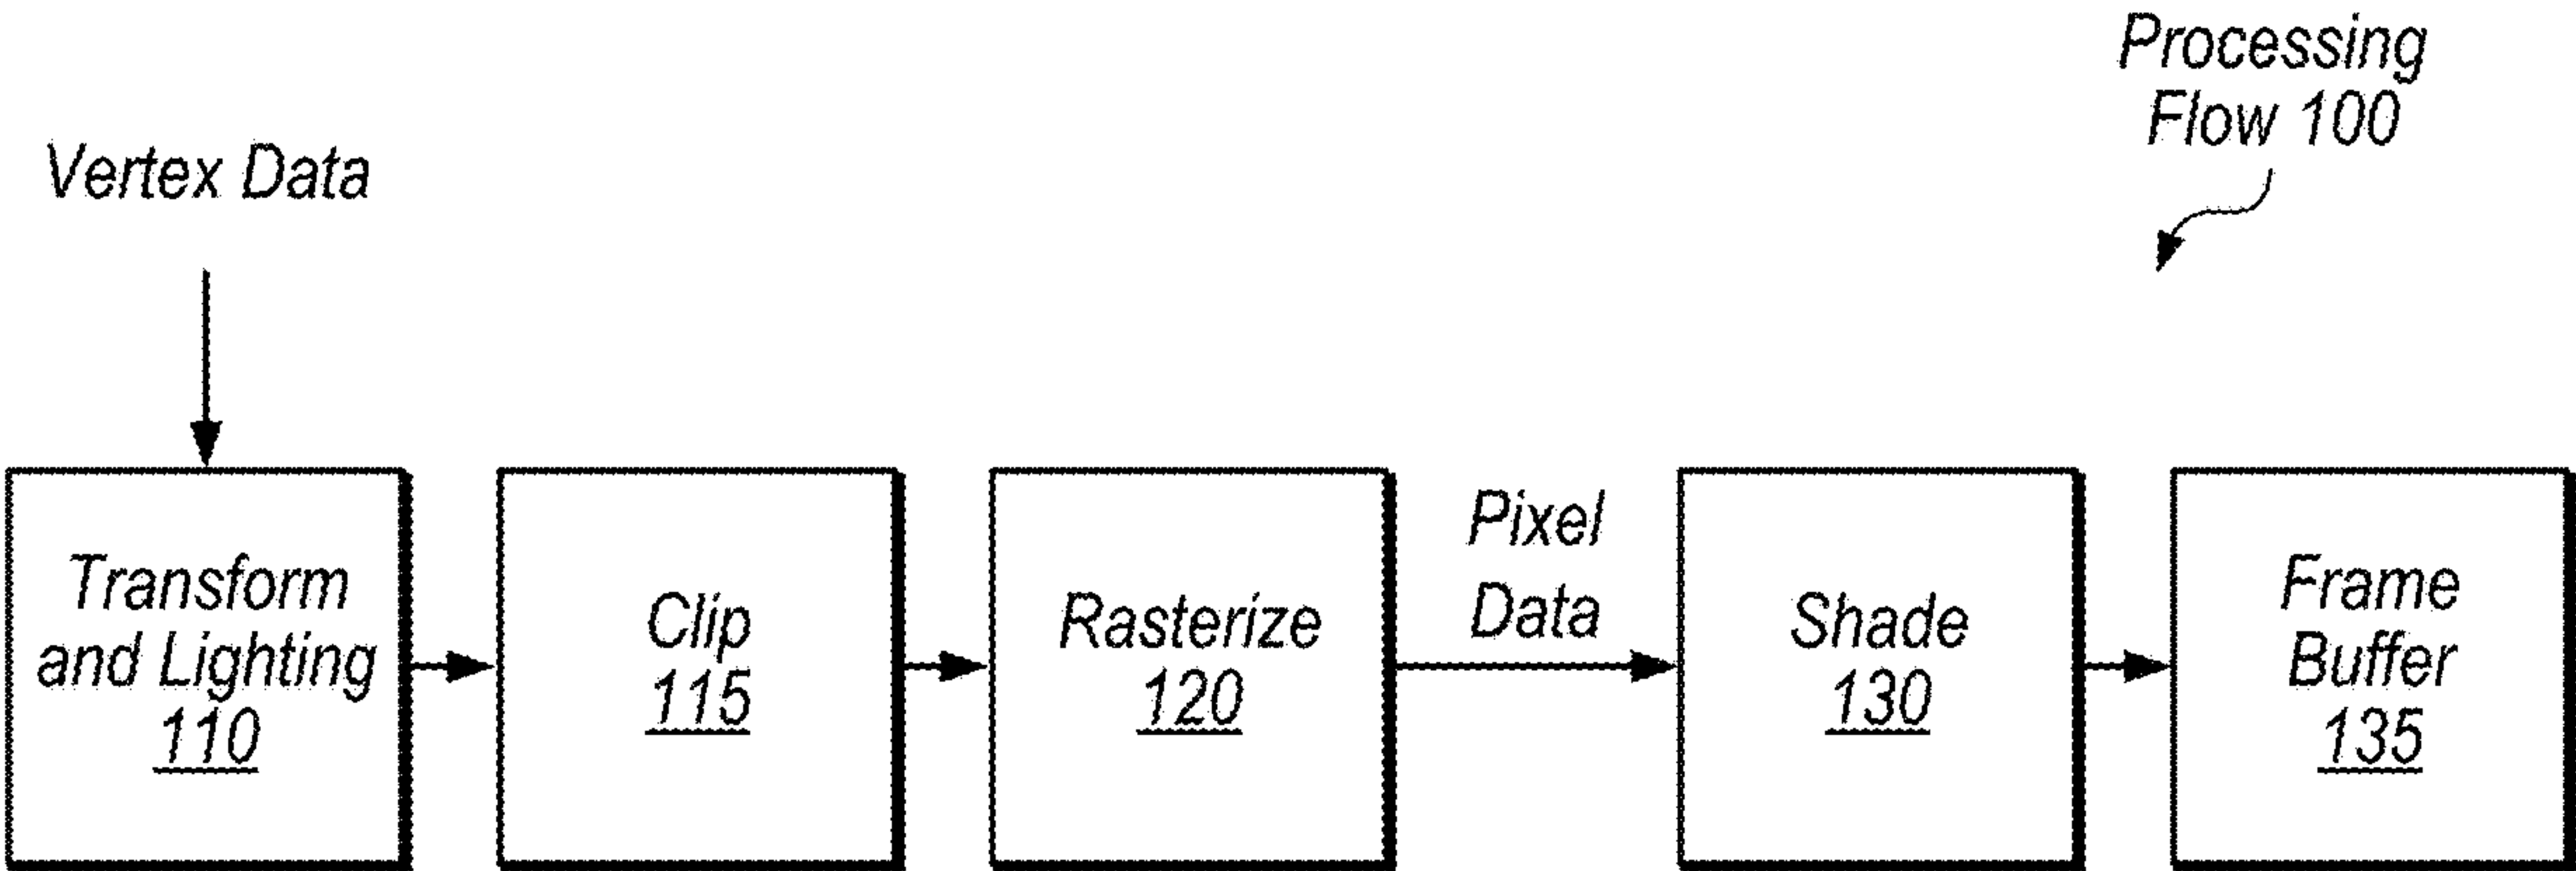 Processing
Flow 100
Vertex Data
Transform
and Lighting
110
Clip
115
Rasterize
120
Pixel
Data
Shade
130
Frame
Buffer
135